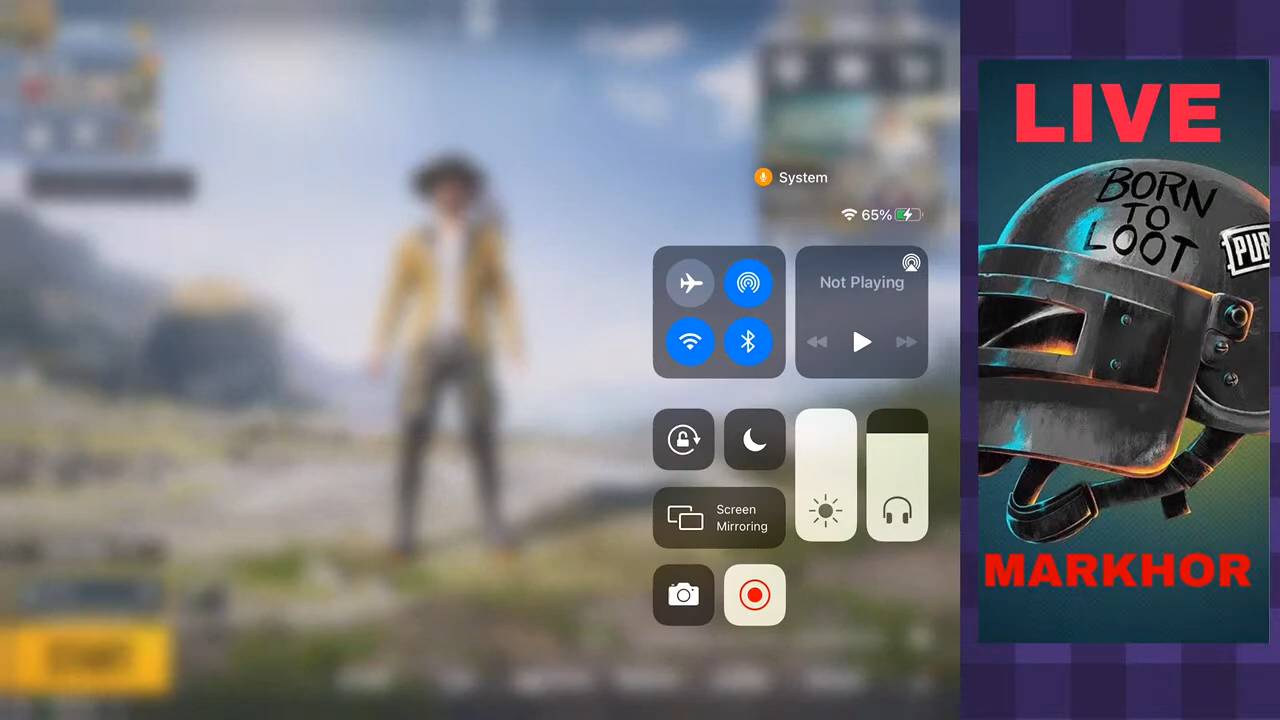 System
65%
Not Playing
Screen
Mirroring
LIVE
BORN
TO
LOOT
PUB
MARKHOR